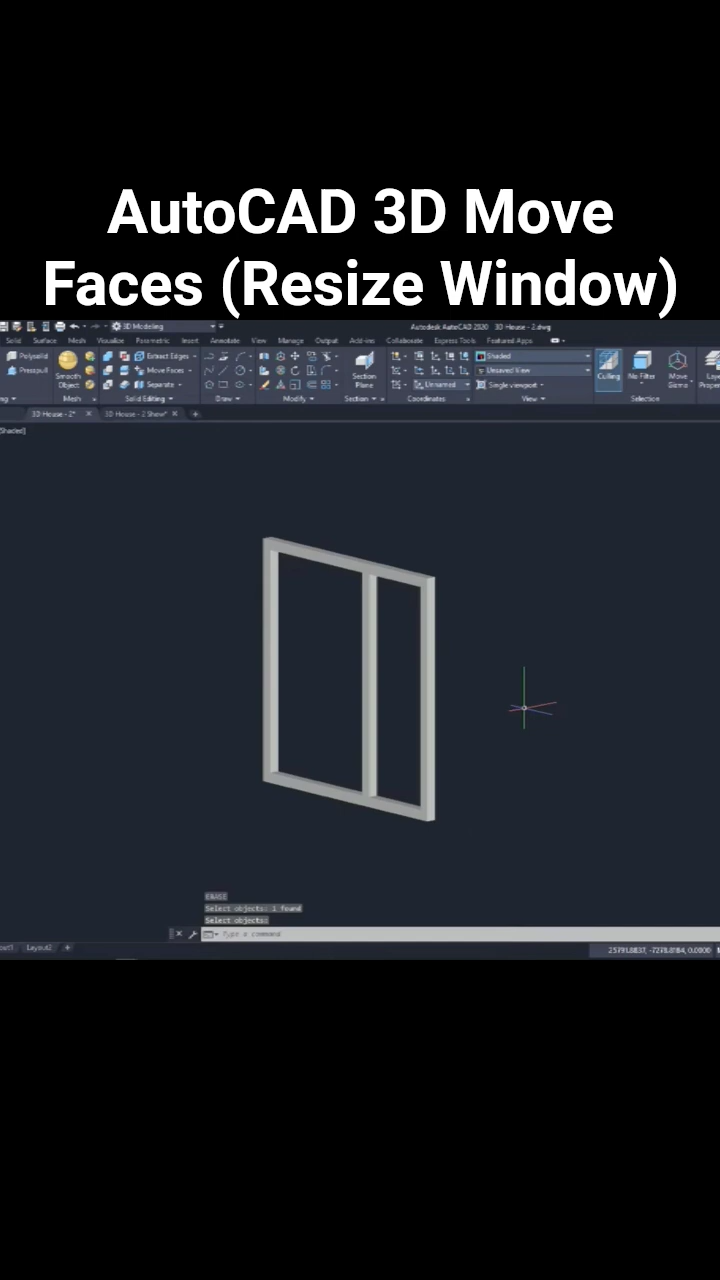 AutoCAD 3D Move
Faces (Resize Window)
3D Modeling
Autodesk AutoCAD 2020 3D House - 2.dwg
Solid Surface Mesh Visualize Parametric Insert Annotate View Manage Output Add-ins Collaborate Express Tools Featured Apps
Polysolid
Presspull
Smooth
Object
Extract Edges
Move Faces
Separate
Section
Plane
Unnamed
Shaded
Unsaved View
Single viewport
Culling
No Filter
Move
Gizmo
Mesh
Solid Editing
Draw
Modify
Section
Coordinates
View
Selection
3D House - 2*
3D House - 2 Show*
Shaded]
ERASE
Select objects: 1 found
Select objects:
Type a command
Layout2